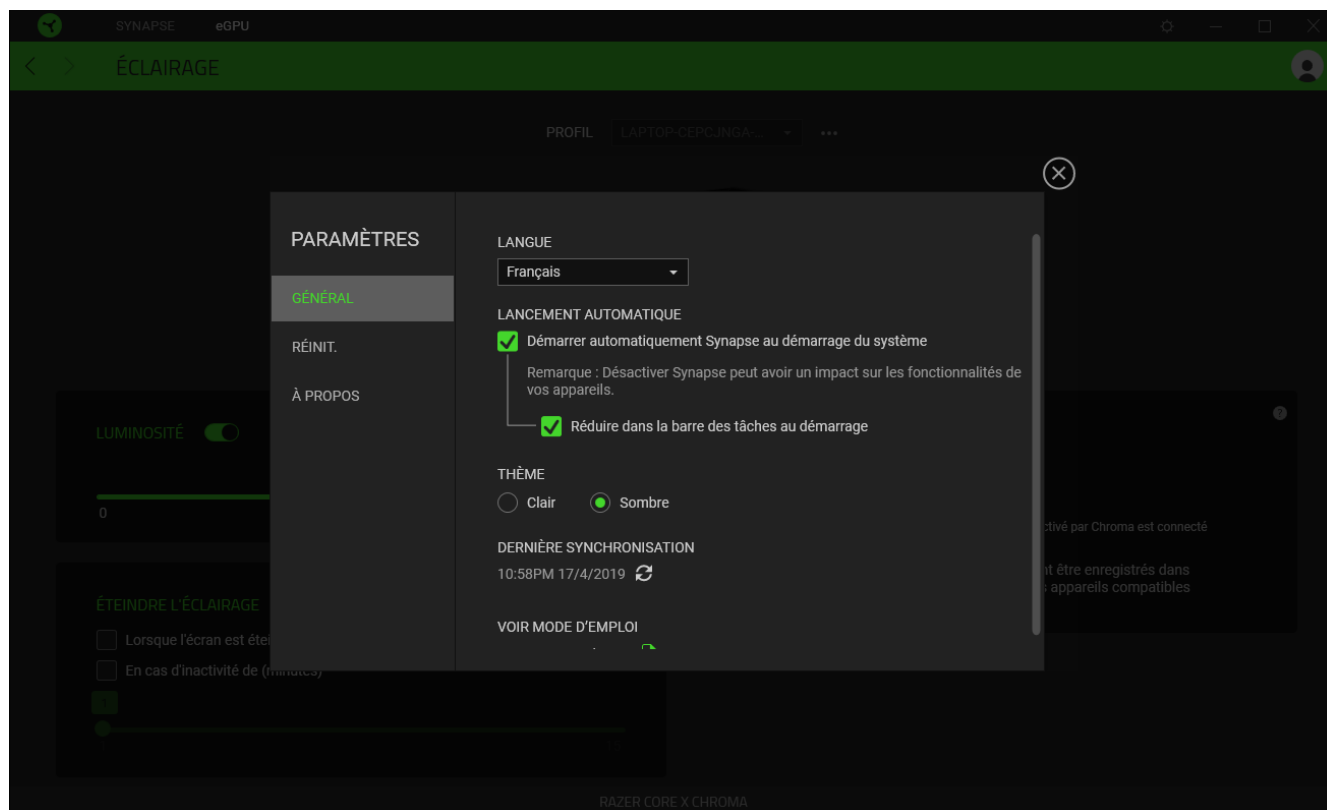 SYNAPSE eGPU
ÉCLAIRAGE
PROFIL LAPTOP-CEPCJNGA-...
PARAMÈTRES
GÉNÉRAL
RÉINIT.
À PROPOS
LANGUE
Français
LANCEMENT AUTOMATIQUE
Démarrer automatiquement Synapse au démarrage du système
Remarque : Désactiver Synapse peut avoir un impact sur les fonctionnalités de
vos appareils.
Réduire dans la barre des tâches au démarrage
THÈME
Clair Sombre
DERNIÈRE SYNCHRONISATION
10:58PM 17/4/2019
VOIR MODE D'EMPLOI
LUMINOSITÉ
0
ÉTEINDRE L'ÉCLAIRAGE
Lorsque l'écran est étei
En cas d'inactivité de (minutes)
par Chroma est connecté
être enregistrés dans
appareils compatibles
RAZER CORE X CHROMA